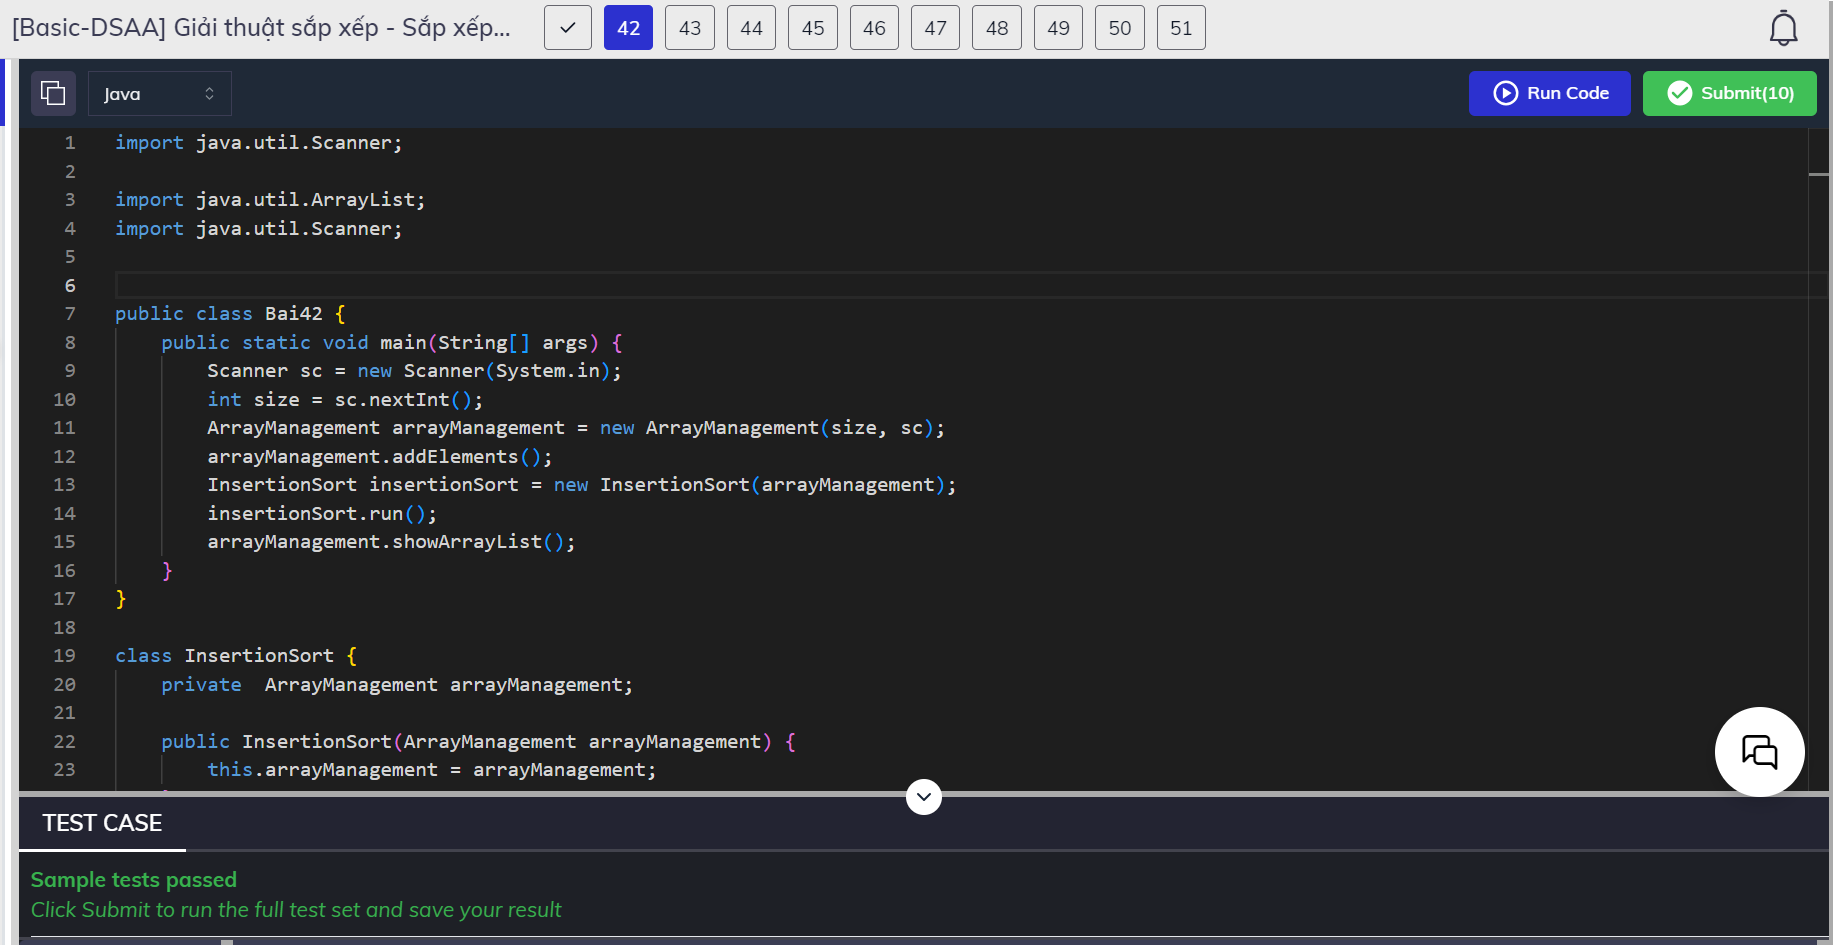 [Basic-DSAA] Giải thuật sắp xếp - Sắp xếp...
42 43 44 45 46 47 48 49 50 51
Java
Run Code
Submit(10)
1 import java.util.Scanner;
2
3 import java.util.ArrayList;
4 import java.util.Scanner;
5
6
7 public class Bai42 {
8 public static void main(String[] args) {
9 Scanner sc = new Scanner(System.in);
10 int size = sc.nextInt();
11 ArrayManagement arrayManagement = new ArrayManagement(size, sc);
12 arrayManagement.addElements();
13 InsertionSort insertionSort = new InsertionSort(arrayManagement);
14 insertionSort.run();
15 arrayManagement.showArrayList();
16 }
17 }
18
19 class InsertionSort {
20 private  ArrayManagement arrayManagement;
21
22 public InsertionSort(ArrayManagement arrayManagement) {
23 this.arrayManagement = arrayManagement;
TEST CASE
Sample tests passed
Click Submit to run the full test set and save your result